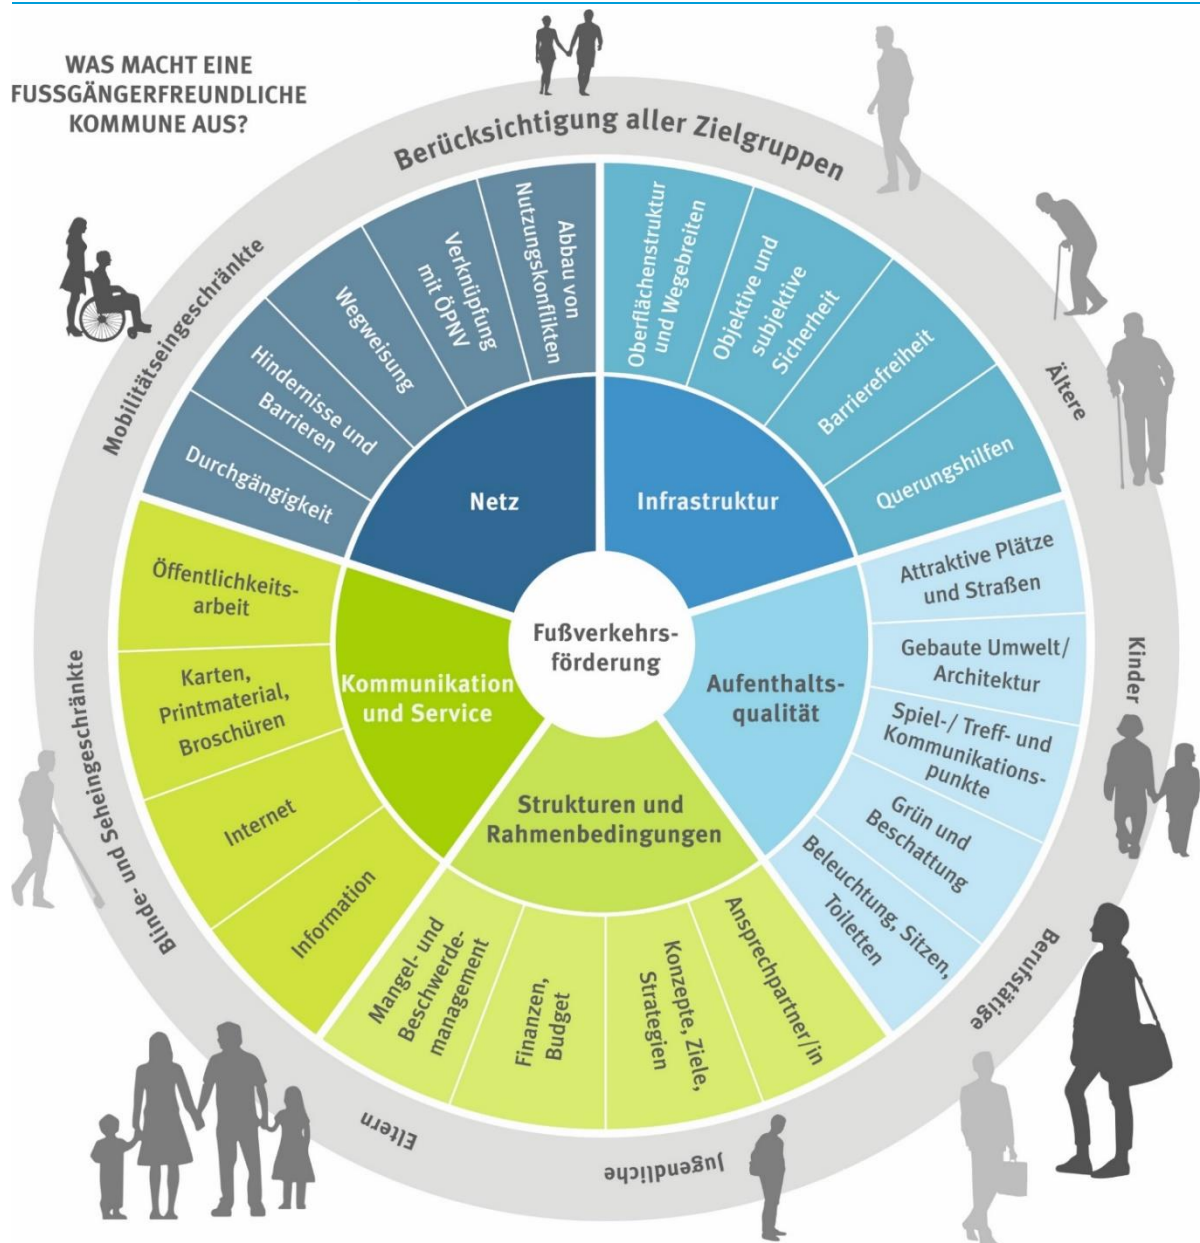 WAS MACHT EINE
FUSSGÄNGERFREUNDLICHE
KOMMUNE AUS?
Berücksichtigung aller Zielgruppen
Ältere
Kinder
Berufstätige
Jugendliche
Eltern
Blinde- und Seheingeschränkte
Mobilitätseingeschränkte
Fußverkehrs-
förderung
Netz
Durchgängigkeit
Hindernisse und
Barrieren
Wegweisung
Verknüpfung
mit ÖPNV
Abbau von
Nutzungskonflikten
Infrastruktur
Oberflächenstruktur
und Wegebreiten
Objektive und
subjektive
Sicherheit
Barrierefreiheit
Querungshilfen
Aufenthalts-
qualität
Attraktive Plätze
und Straßen
Gebaute Umwelt/
Architektur
Spiel-/ Treff- und
Kommunikations-
punkte
Grün und
Beschattung
Beleuchtung, Sitzen,
Toiletten
Strukturen und
Rahmenbedingungen
Ansprechpartner/in
Konzepte, Ziele,
Strategien
Finanzen,
Budget
Mangel- und
Beschwerde-
management
Kommunikation
und Service
Information
Internet
Karten,
Printmaterial,
Broschüren
Öffentlichkeits-
arbeit